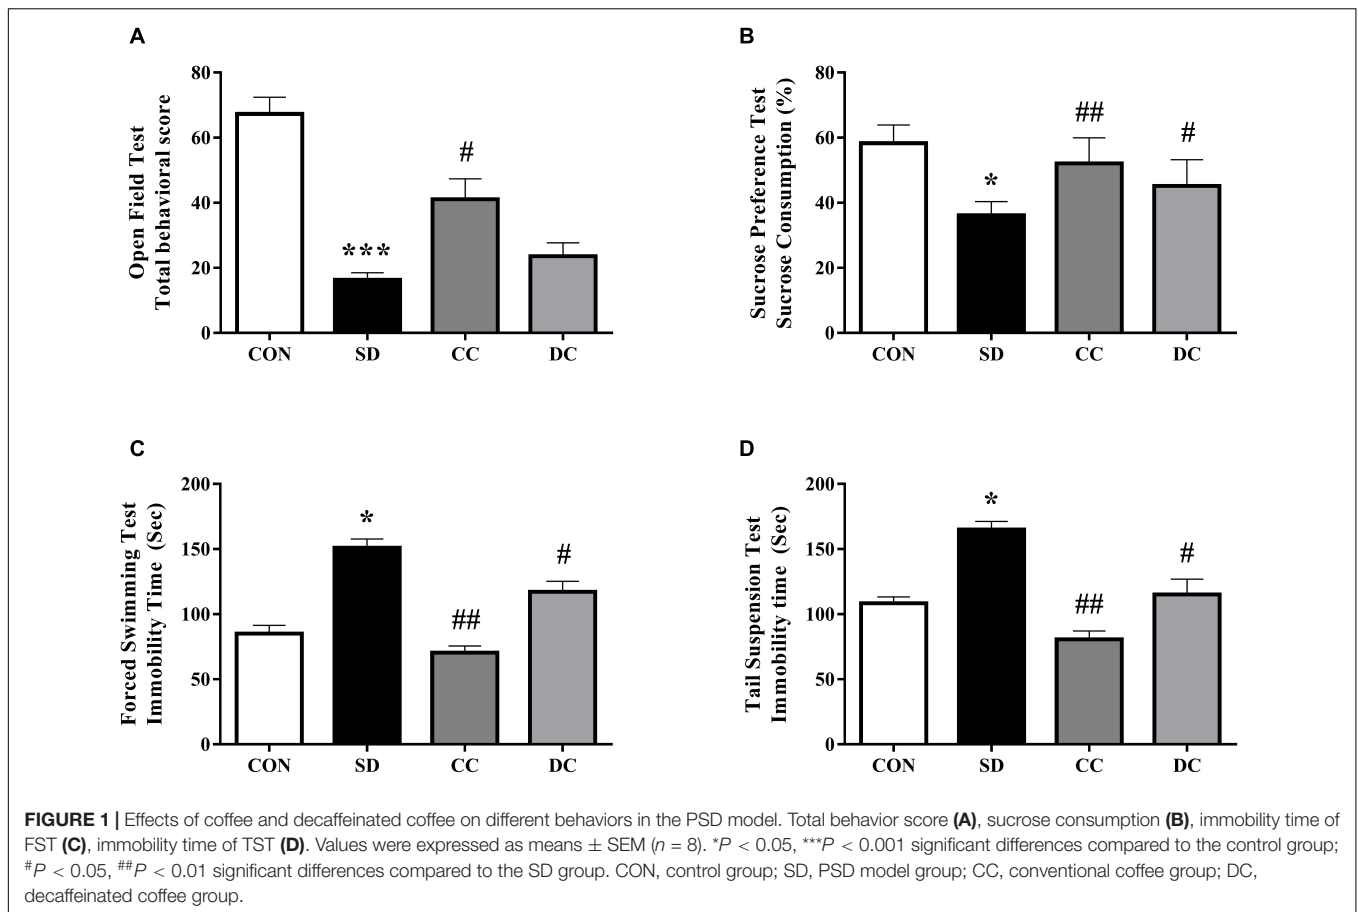 A
Open Field Test
Total behavioral score
80
60
40
20
0
***
#
CON SD CC DC
B
Sucrose Preference Test
Sucrose Consumption (%)
80
60
40
20
0
*
##
#
CON SD CC DC
C
Forced Swimming Test
Immobility Time (Sec)
200
150
100
50
0
*
##
#
CON SD CC DC
D
Tail Suspension Test
Immobility time (Sec)
200
150
100
50
0
*
##
#
CON SD CC DC
FIGURE 1 | Effects of coffee and decaffeinated coffee on different behaviors in the PSD model. Total behavior score (A), sucrose consumption (B), immobility time of
FST (C), immobility time of TST (D). Values were expressed as means ± SEM (n = 8). *P < 0.05, ***P < 0.001 significant differences compared to the control group;
#P < 0.05, ##P < 0.01 significant differences compared to the SD group. CON, control group; SD, PSD model group; CC, conventional coffee group; DC,
decaffeinated coffee group.